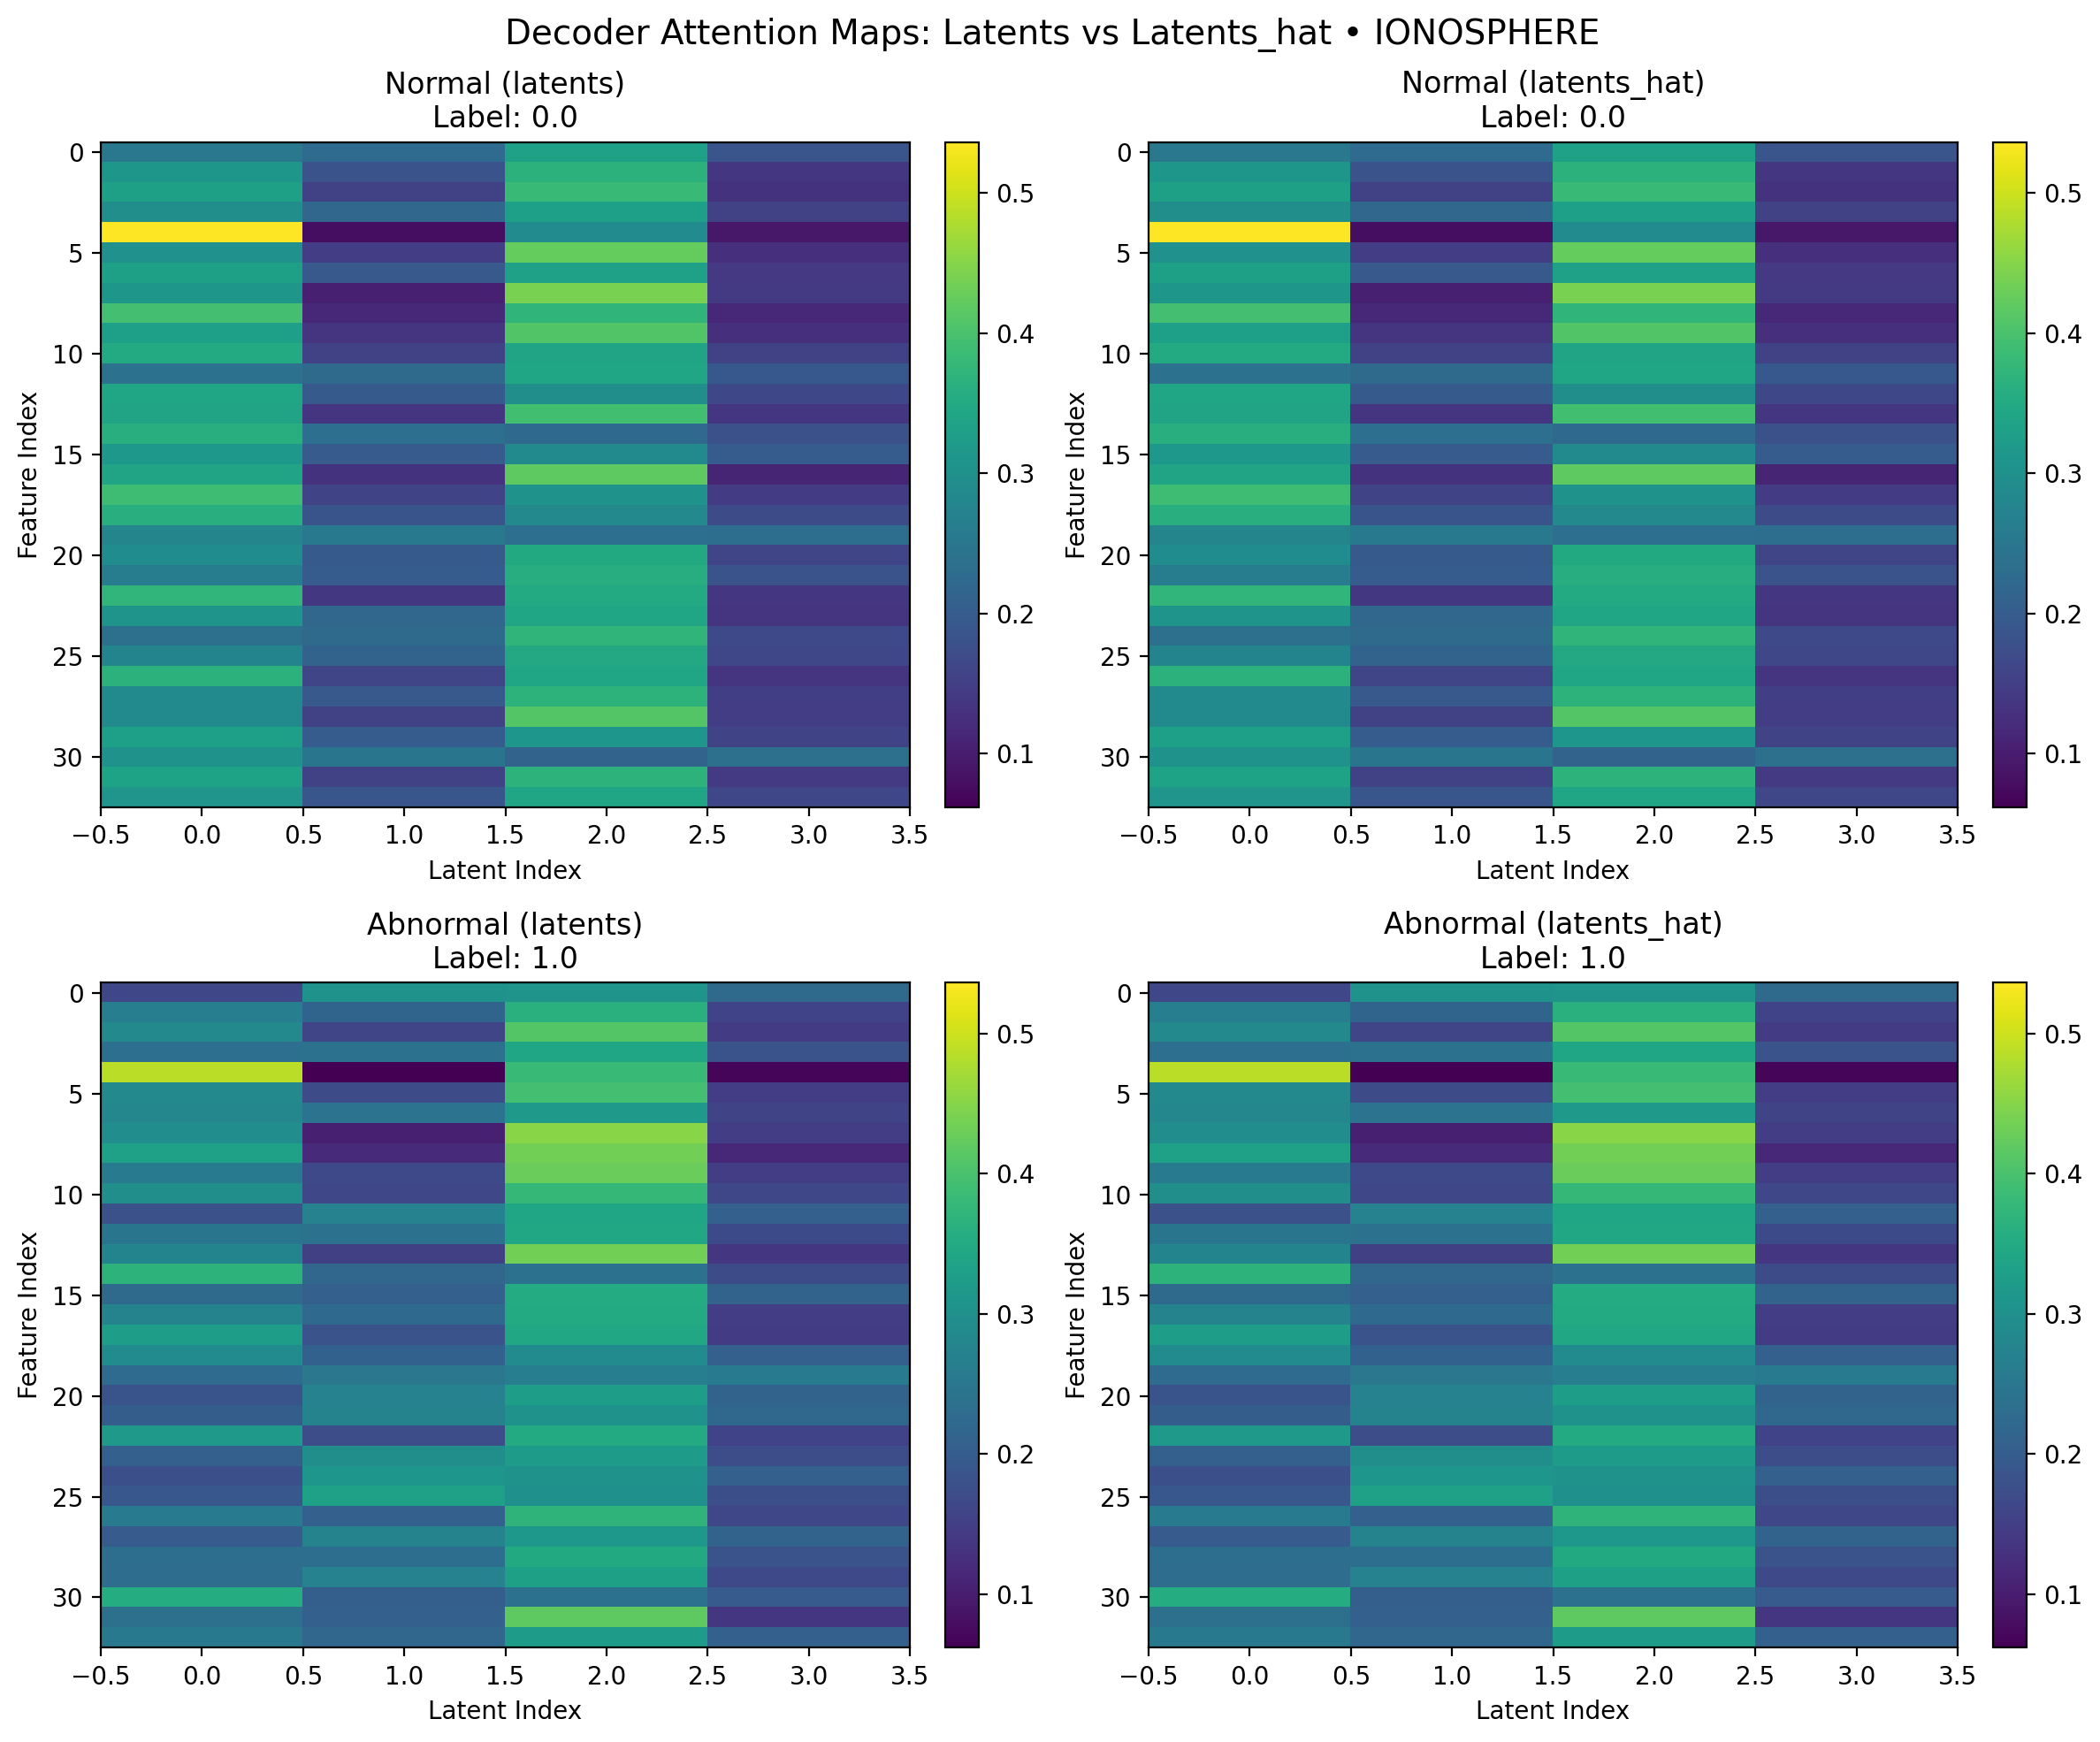 Decoder Attention Maps: Latents vs Latents_hat • IONOSPHERE
Normal (latents)
Label: 0.0
0
5
10
15
20
25
30
Feature Index
−0.5 0.0 0.5 1.0 1.5 2.0 2.5 3.0 3.5
Latent Index
0.5
0.4
0.3
0.2
0.1
Normal (latents_hat)
Label: 0.0
0
5
10
15
20
25
30
Feature Index
−0.5 0.0 0.5 1.0 1.5 2.0 2.5 3.0 3.5
Latent Index
0.5
0.4
0.3
0.2
0.1
Abnormal (latents)
Label: 1.0
0
5
10
15
20
25
30
Feature Index
−0.5 0.0 0.5 1.0 1.5 2.0 2.5 3.0 3.5
Latent Index
0.5
0.4
0.3
0.2
0.1
Abnormal (latents_hat)
Label: 1.0
0
5
10
15
20
25
30
Feature Index
−0.5 0.0 0.5 1.0 1.5 2.0 2.5 3.0 3.5
Latent Index
0.5
0.4
0.3
0.2
0.1